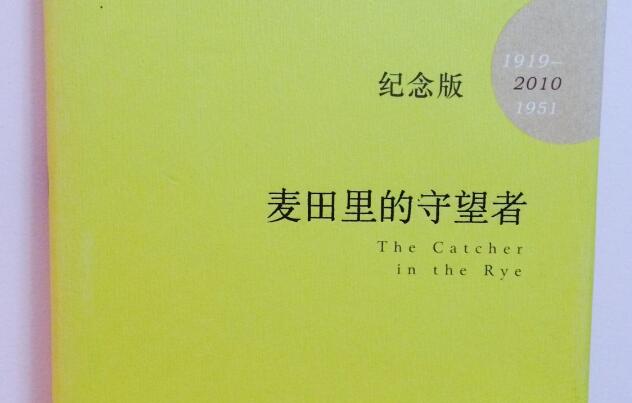 1919–
2010
1951
纪念版
麦田里的守望者
The Catcher
in the Rye